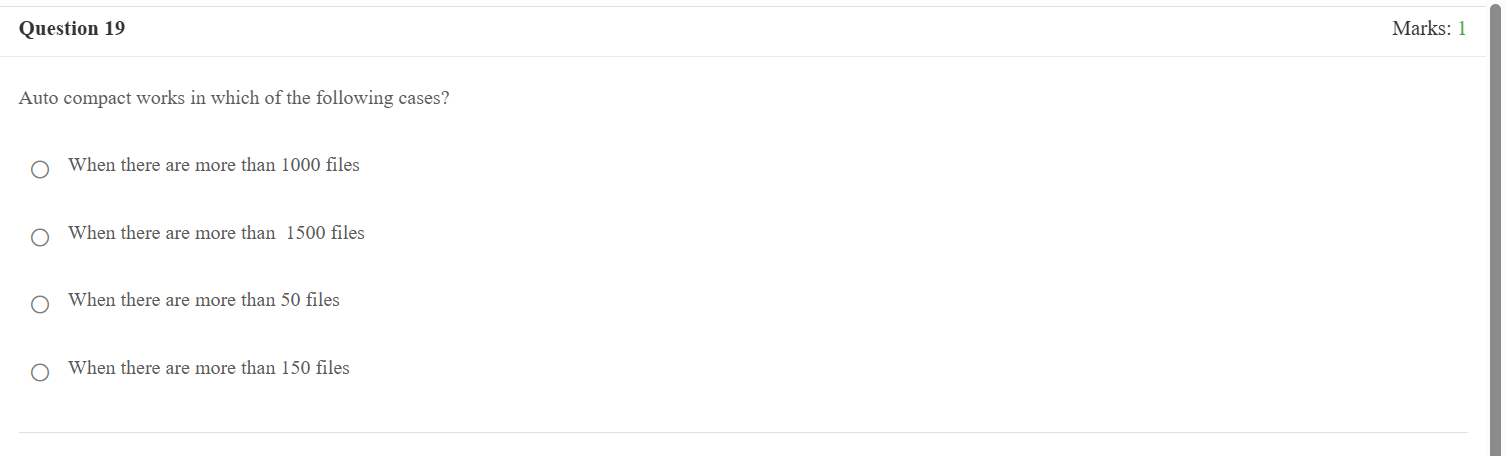 Question 19
Marks: 1
Auto compact works in which of the following cases?
When there are more than 1000 files
When there are more than  1500 files
When there are more than 50 files
When there are more than 150 files